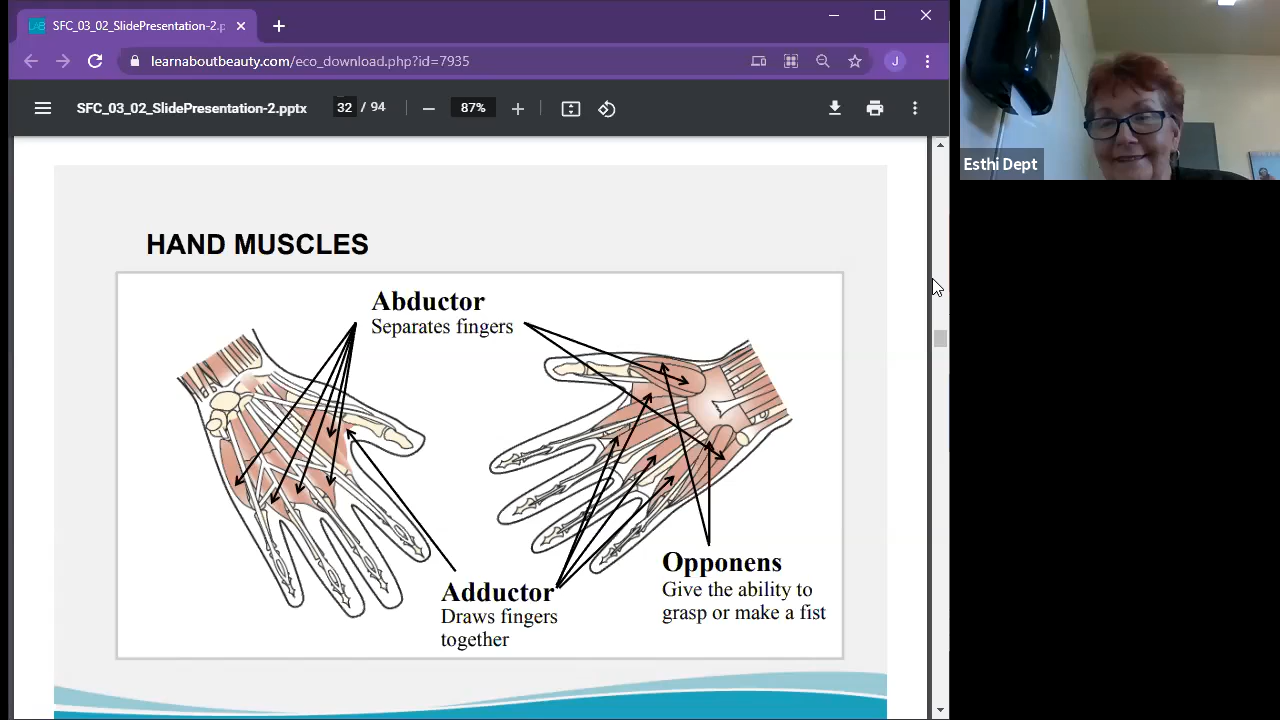 SFC_03_02_SlidePresentation-2.p
learnaboutbeauty.com/eco_download.php?id=7935
J
SFC_03_02_SlidePresentation-2.pptx
32 / 94
87%
Esthi Dept
HAND MUSCLES
Abductor
Separates fingers
Adductor
Draws fingers
together
Opponens
Give the ability to
grasp or make a fist